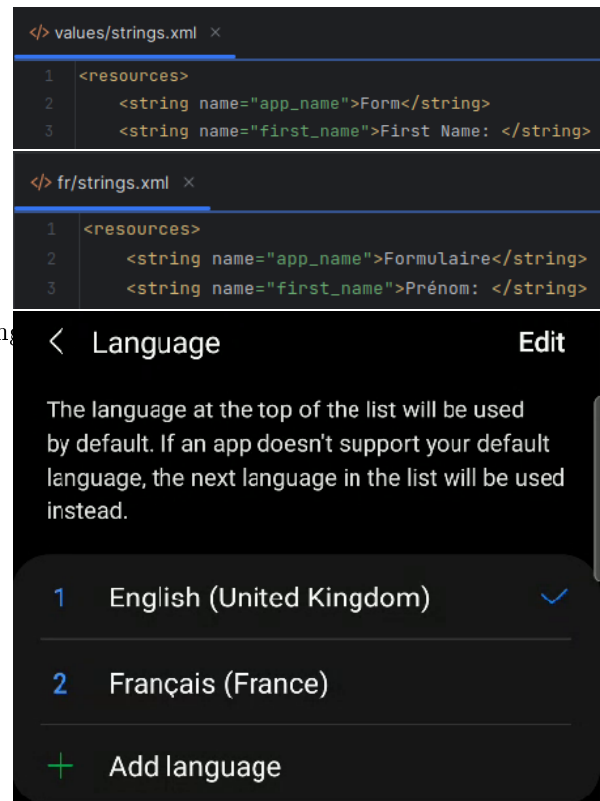 values/strings.xml
1 <resources>
2 <string name="app_name">Form</string>
3 <string name="first_name">First Name: </string>
fr/strings.xml
1 <resources>
2 <string name="app_name">Formulaire</string>
3 <string name="first_name">Prénom: </string>
Language Edit
The language at the top of the list will be used
by default. If an app doesn't support your default
language, the next language in the list will be used
instead.
1 English (United Kingdom)
2 Français (France)
Add language